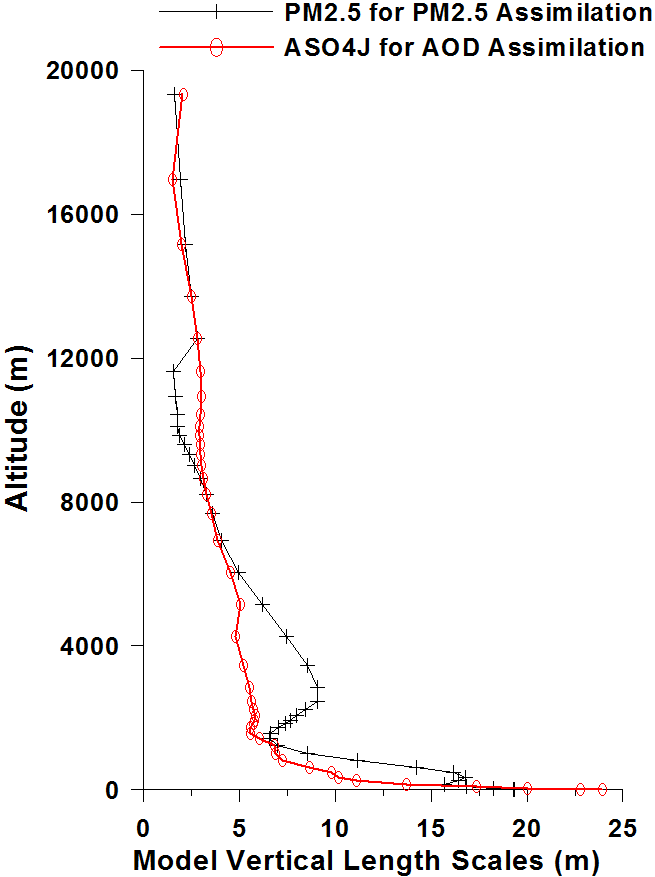 PM2.5 for PM2.5 Assimilation
ASO4J for AOD Assimilation
20000
16000
12000
8000
4000
0
Altitude (m)
0 5 10 15 20 25
Model Vertical Length Scales (m)